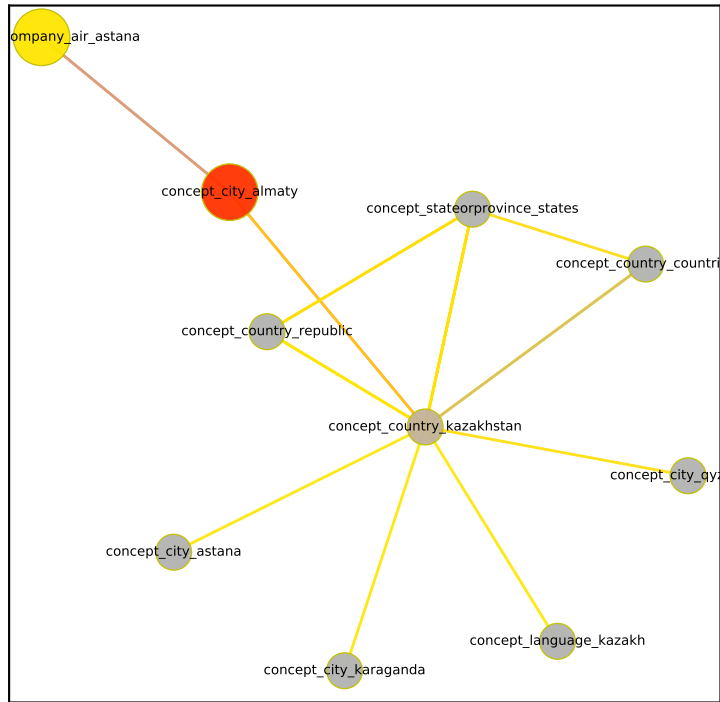 ompany_air_astana
concept_city_almaty
concept_stateorprovince_states
concept_country_countri
concept_country_republic
concept_country_kazakhstan
concept_city_qyz
concept_city_astana
concept_language_kazakh
concept_city_karaganda